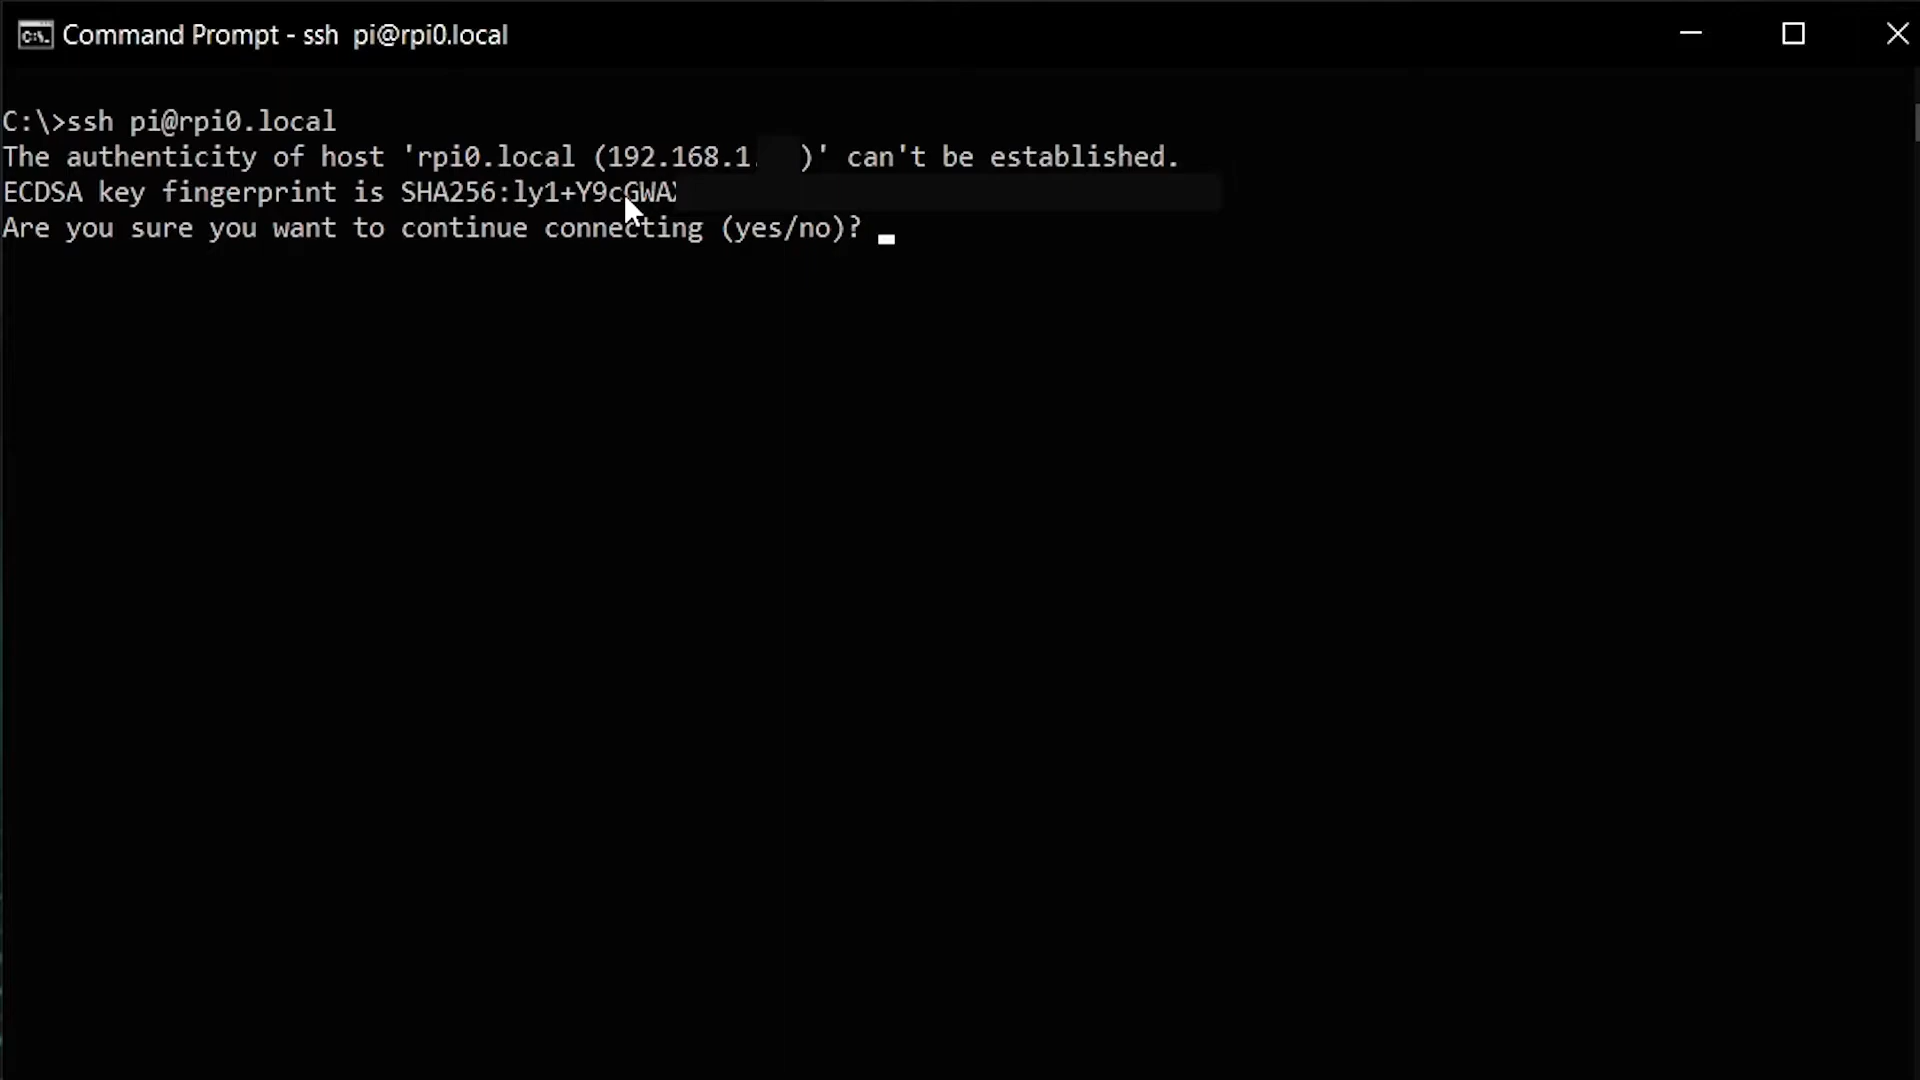 Command Prompt - ssh  pi@rpi0.local
C:\>ssh pi@rpi0.local
The authenticity of host 'rpi0.local (192.168.1.   )' can't be established.
ECDSA key fingerprint is SHA256:ly1+Y9cGWA
Are you sure you want to continue connecting (yes/no)?